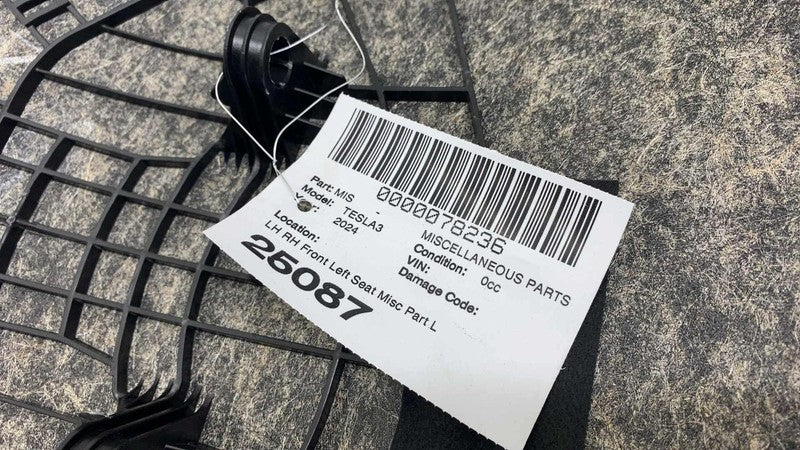 0000078236
Part: MIS - MISCELLANEOUS PARTS
Model: TESLA3 Condition: 0cc
2024 VIN:
Location: Damage Code:
LH RH Front Left Seat Misc Part L
25087